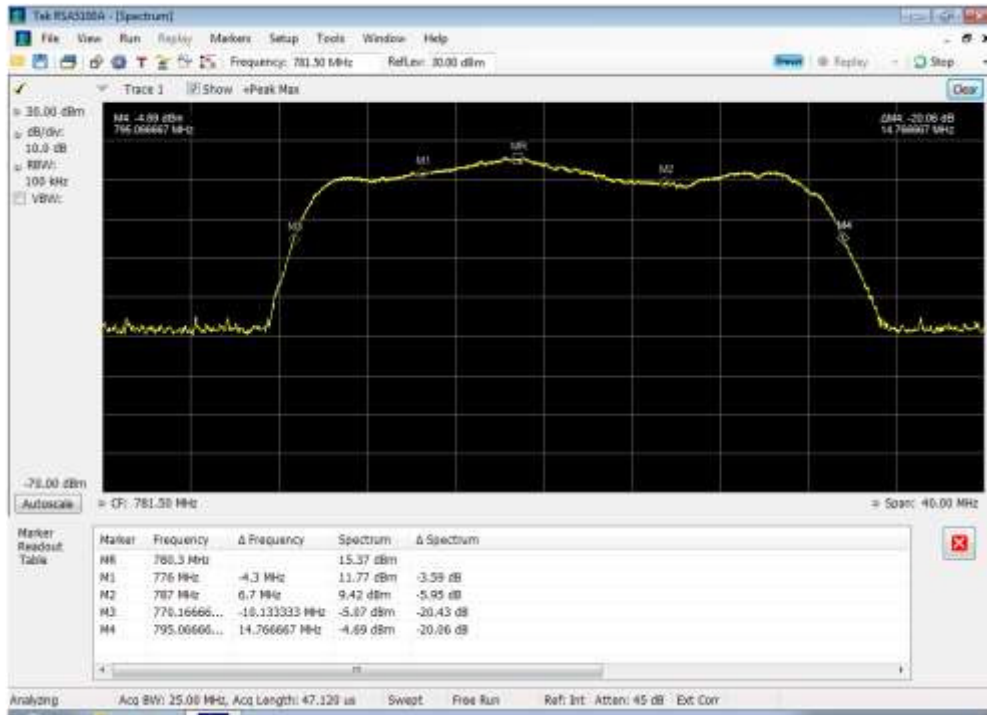 Tek RSA5100A - [Spectrum]
File View Run Replay Markers Setup Tools Window Help
Frequency: 781.50 MHz RefLev: 30.00 dBm Preset Replay Stop
Trace 1 Show +Peak Max Clear
30.00 dBm
dB/div:
10.0 dB
RBW:
100 kHz
VBW:
M4 -4.69 dBm
795.066667 MHz
ΔM4 -20.06 dB
14.766667 MHz
MR
M1
M2
M3
M4
-70.00 dBm
Autoscale CF: 781.50 MHz Span: 40.00 MHz
Marker Readout Table
Marker Frequency Δ Frequency Spectrum Δ Spectrum
MR 780.3 MHz 15.37 dBm
M1 776 MHz -4.3 MHz 11.77 dBm -3.59 dB
M2 787 MHz 6.7 MHz 9.42 dBm -5.95 dB
M3 770.16666... -10.133333 MHz -5.07 dBm -20.43 dB
M4 795.06666... 14.766667 MHz -4.69 dBm -20.06 dB
Analyzing Acq BW: 25.00 MHz, Acq Length: 47.120 us Swept Free Run Ref: Int Atten: 45 dB Ext Corr